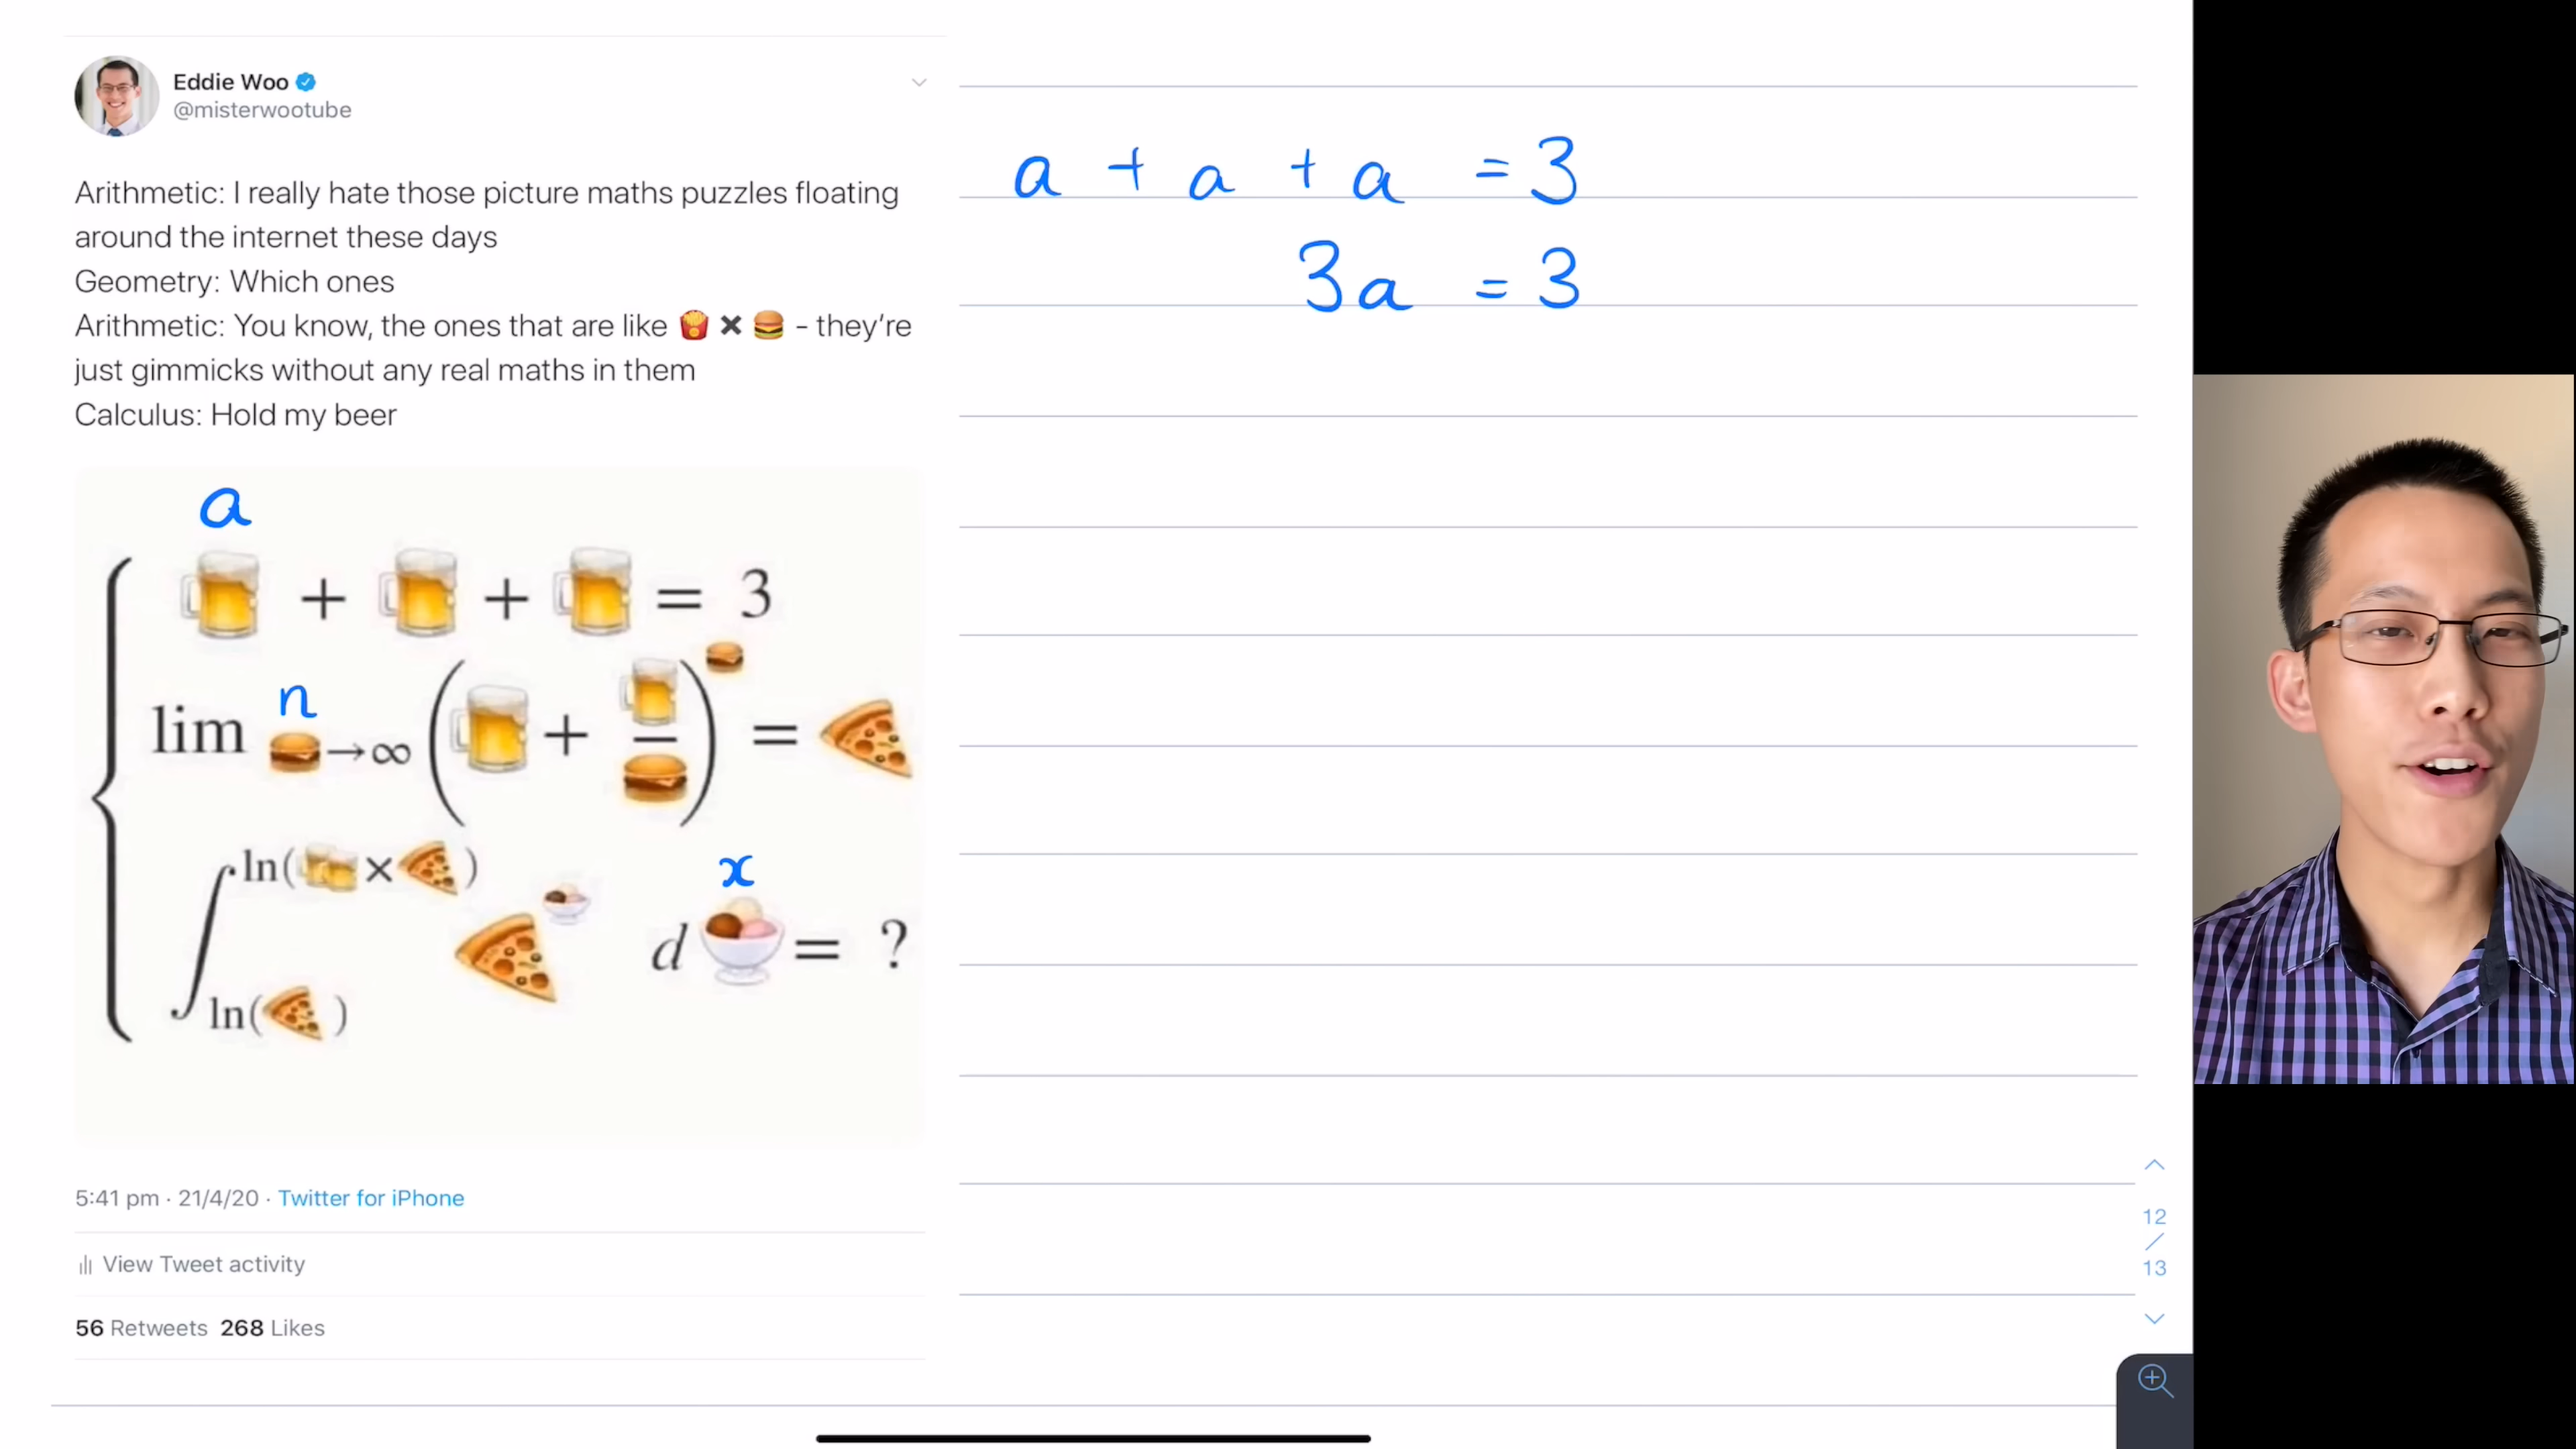 Eddie Woo
@misterwootube
Arithmetic: I really hate those picture maths puzzles floating
around the internet these days
Geometry: Which ones
Arithmetic: You know, the ones that are like 🍟 ✖ 🍔 - they're
just gimmicks without any real maths in them
Calculus: Hold my beer
a
🍺 + 🍺 + 🍺 = 3
n
lim 🍔→∞ (🍺 + 🍺/🍔)^🍔 = 🍕
x
∫ ln(🍻 × 🍕) ln(🍕) 🍕^🍨 d🍨 = ?
5:41 pm · 21/4/20 · Twitter for iPhone
View Tweet activity
56 Retweets 268 Likes
a + a + a = 3
3a = 3
12
/
13